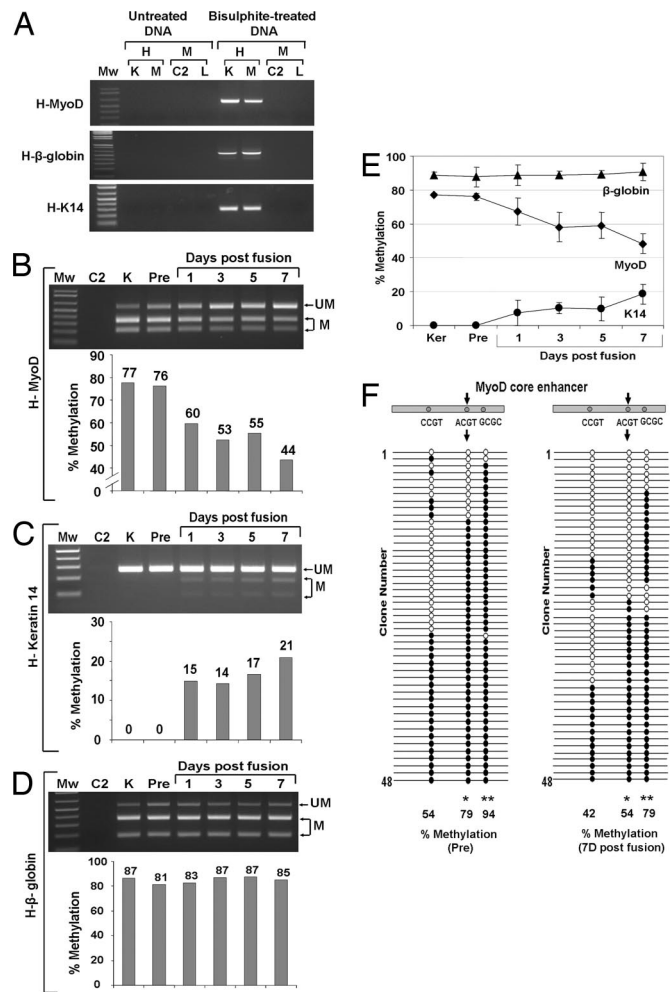 A
Untreated DNA
Bisulphite-treated DNA
H M H M
Mw K M C2 L K M C2 L
H-MyoD
H-β-globin
H-K14
B
Days post fusion
Mw C2 K Pre 1 3 5 7
UM
M
H- MyoD
% Methylation
90
80
70
60
50
40
0
77 76 60 53 55 44
C
Days post fusion
Mw C2 K Pre 1 3 5 7
UM
M
H- Keratin 14
% Methylation
30
20
10
0
0 0 15 14 17 21
D
Days post fusion
Mw C2 K Pre 1 3 5 7
UM
M
H-β- globin
% Methylation
100
80
60
40
20
0
87 81 83 87 87 85
E
% Methylation
100
80
60
40
20
0
β-globin
MyoD
K14
Ker Pre 1 3 5 7
Days post fusion
F
MyoD core enhancer
CCGT ACGT GCGC
1
Clone Number
48
* **
54 79 94
% Methylation
(Pre)
CCGT ACGT GCGC
1
Clone Number
48
* **
42 54 79
% Methylation
(7D post fusion)